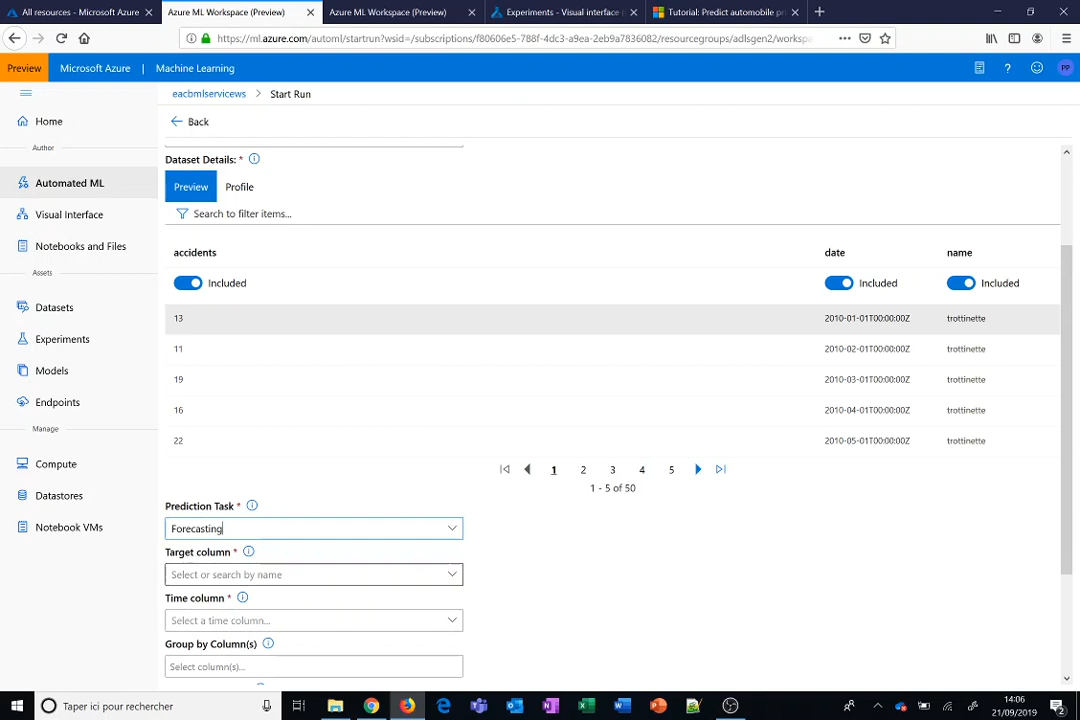 All resources - Microsoft Azure
Azure ML Workspace (Preview)
Azure ML Workspace (Preview)
Experiments - Visual interface (
Tutorial: Predict automobile pri
https://ml.azure.com/automl/startrun?wsid=/subscriptions/f80606e5-788f-4dc3-a9ea-2eb9a7836082/resourcegroups/adlsgen2/workspa
Preview
Microsoft Azure | Machine Learning
PP
eacbmlservicews > Start Run
Back
Home
Author
Automated ML
Visual Interface
Notebooks and Files
Assets
Datasets
Experiments
Models
Endpoints
Manage
Compute
Datastores
Notebook VMs
Dataset Details: *
Preview Profile
Search to filter items...
accidents date name
Included Included Included
13 2010-01-01T00:00:00Z trottinette
11 2010-02-01T00:00:00Z trottinette
19 2010-03-01T00:00:00Z trottinette
16 2010-04-01T00:00:00Z trottinette
22 2010-05-01T00:00:00Z trottinette
1 2 3 4 5
1 - 5 of 50
Prediction Task *
Forecasting
Target column *
Select or search by name
Time column *
Select a time column...
Group by Column(s)
Select column(s)...
Taper ici pour rechercher
14:06
21/09/2019
2